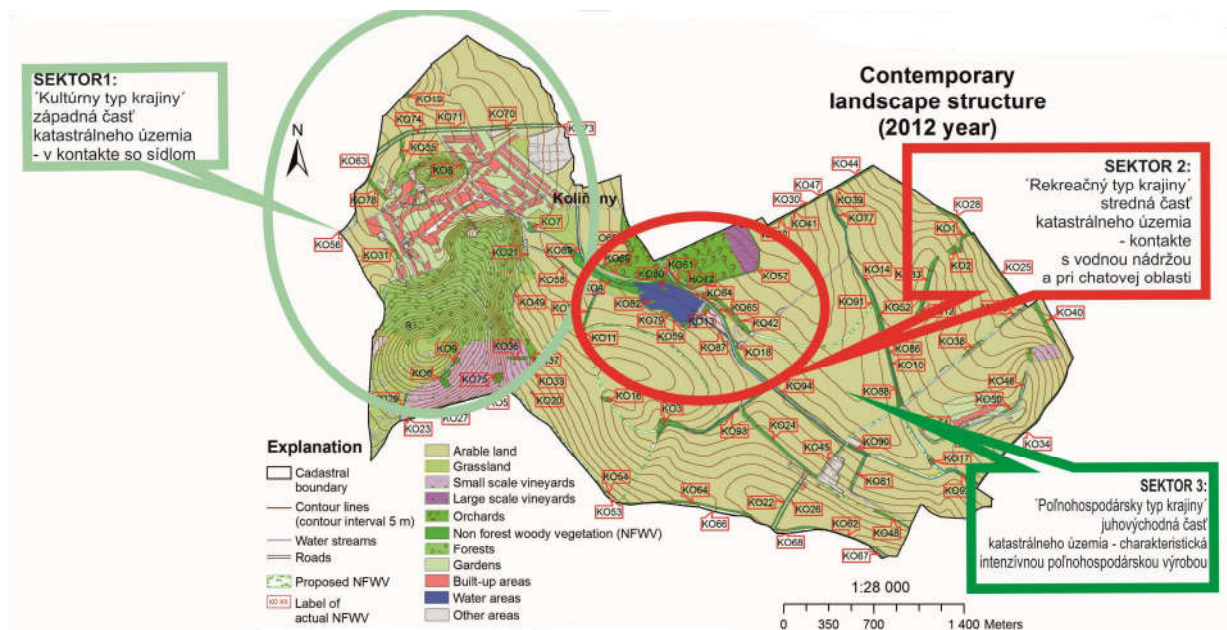 SEKTOR1:
´Kultúrny typ krajiny´
západná časť
katastrálneho územia
- v kontakte so sídlom
Contemporary
landscape structure
(2012 year)
SEKTOR 2:
´Rekreačný typ krajiny´
stredná časť
katastrálneho územia
- kontakte
s vodnou nádržou
a pri chatovej oblasti
SEKTOR 3:
´Poľnohospodársky typ krajiny´
juhovýchodná časť
katastrálneho územia - charakteristická
intenzívnou poľnohospodárskou výrobou
N
Kolíňany
KO19
KO74
KO71
KO70
KO73
KO35
KO63
KO8
KO78
KO56
KO31
KO7
KO21
KO89
KO58
KO49
KO9
KO36
KO6
KO75
KO33
KO20
KO5
KO27
KO23
KO29
KO69
KO61
KO80
KO72
KO57
KO82
KO64
KO65
KO79
KO13
KO42
KO59
KO87
KO18
KO11
KO16
KO3
KO94
KO93
KO24
KO45
KO90
KO81
KO17
KO54
KO53
KO64
KO66
KO22
KO26
KO62
KO48
KO68
KO67
KO44
KO47
KO30
KO39
KO41
KO77
KO28
KO1
KO2
KO25
KO14
KO91
KO52
KO40
KO38
KO86
KO10
KO88
KO46
KO50
KO34
Explanation
Cadastral
boundary
Contour lines
(contour interval 5 m)
Water streams
Roads
Proposed NFWV
KO XX
Label of
actual NFWV
Arable land
Grassland
Small scale vineyards
Large scale vineyards
Orchards
Non forest woody vegetation (NFWV)
Forests
Gardens
Built-up areas
Water areas
Other areas
1:28 000
0 350 700 1 400 Meters